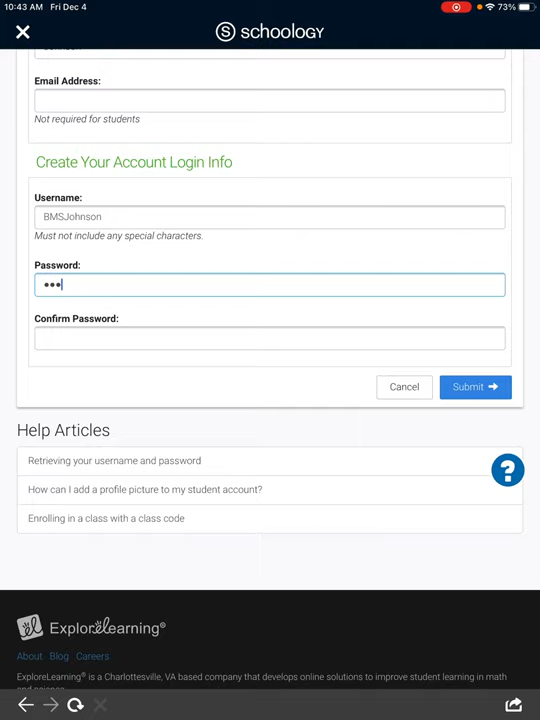 10:43 AM Fri Dec 4
73%
schoology
Email Address:
Not required for students
Create Your Account Login Info
Username:
BMSJohnson
Must not include any special characters.
Password:
•••
Confirm Password:
Cancel
Submit
Help Articles
Retrieving your username and password
How can I add a profile picture to my student account?
Enrolling in a class with a class code
?
el ExploreLearning®
About Blog Careers
ExploreLearning® is a Charlottesville, VA based company that develops online solutions to improve student learning in math
and science